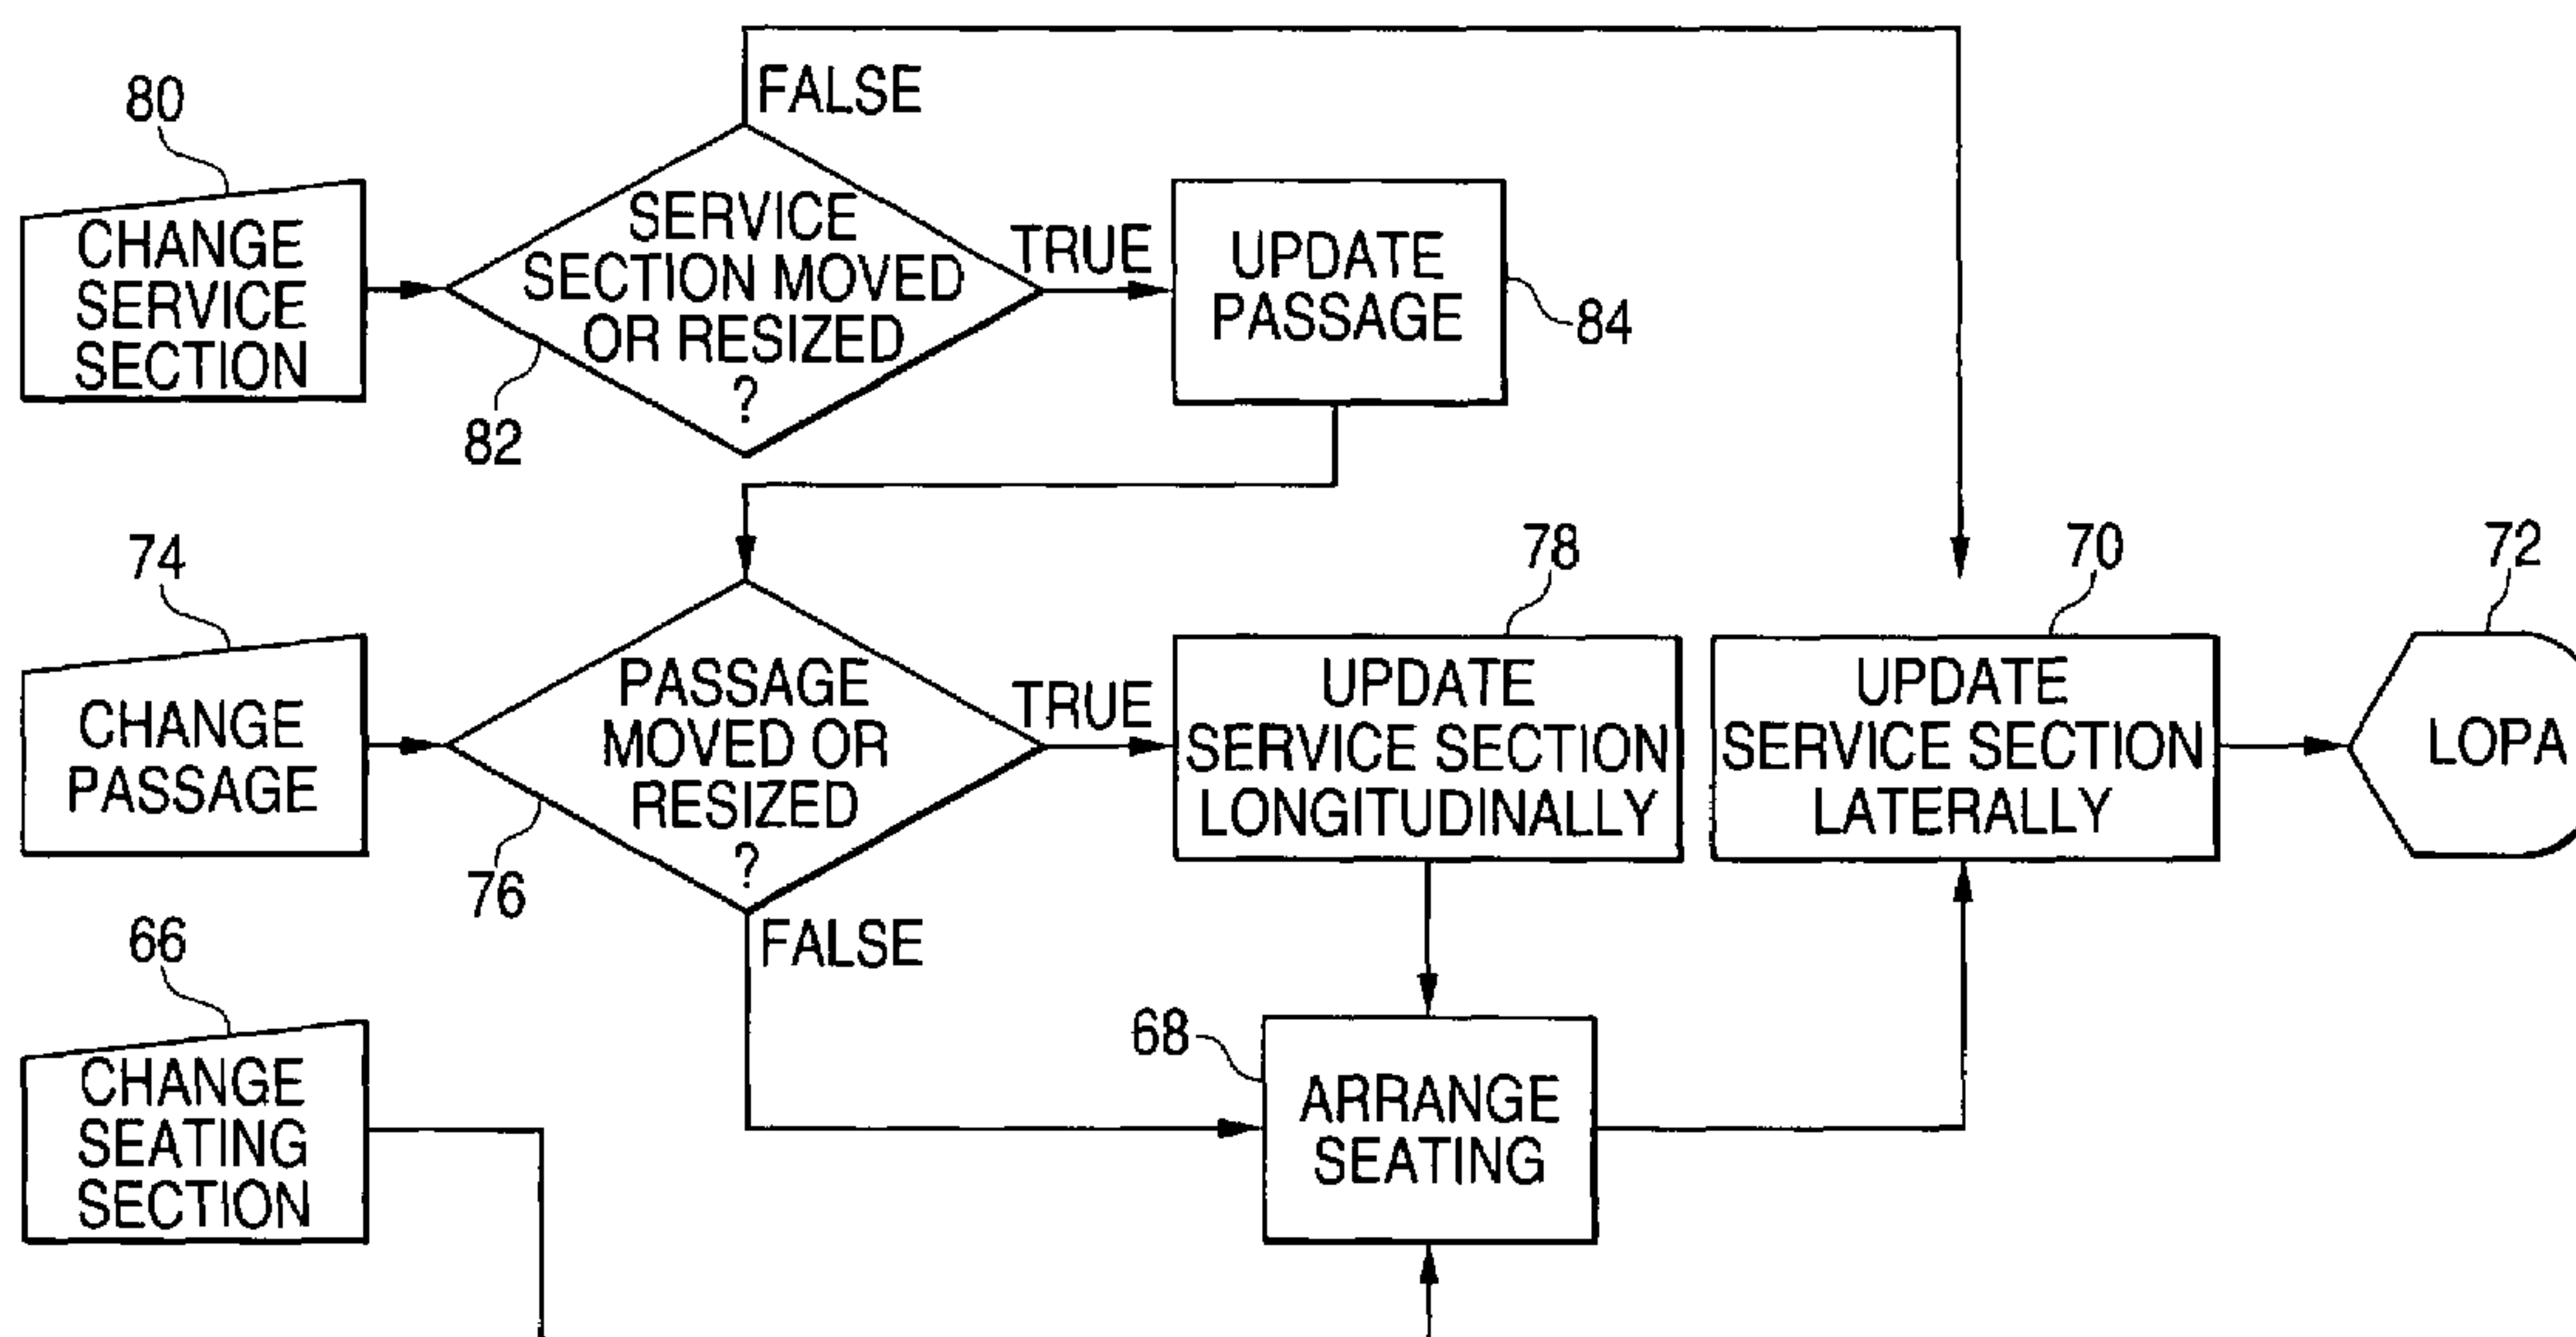 FALSE
80
CHANGE
SERVICE
SECTION
SERVICE
SECTION MOVED
OR RESIZED
?
82
TRUE
UPDATE
PASSAGE
84
74
CHANGE
PASSAGE
PASSAGE
MOVED OR
RESIZED
?
76
TRUE
FALSE
78
UPDATE
SERVICE SECTION
LONGITUDINALLY
70
UPDATE
SERVICE SECTION
LATERALLY
72
LOPA
66
CHANGE
SEATING
SECTION
68
ARRANGE
SEATING